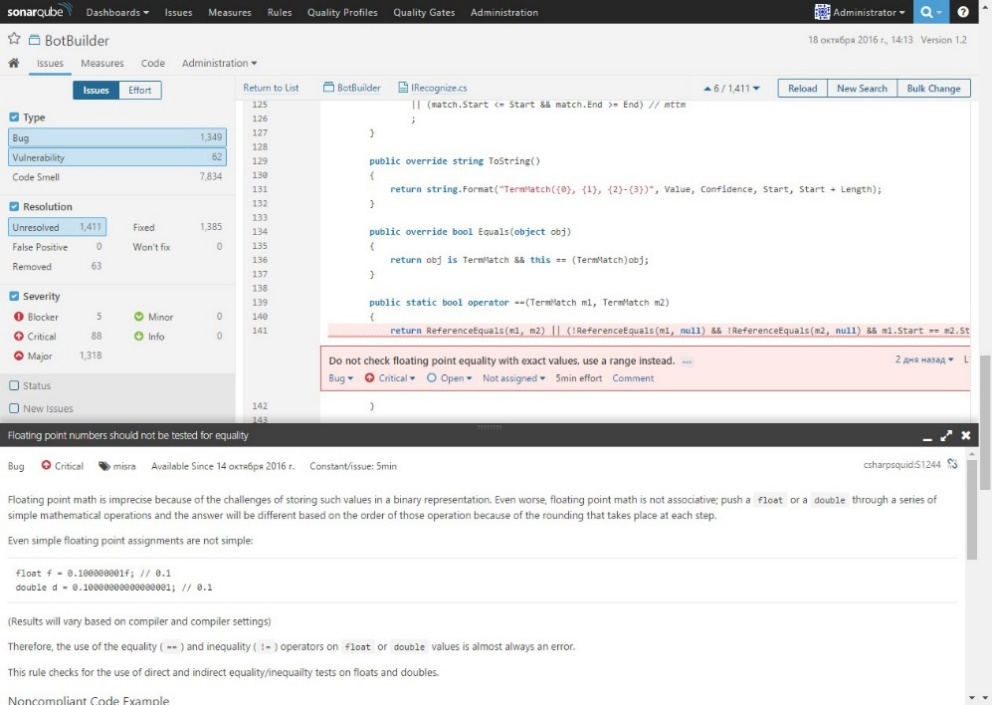 sonarqube Dashboards Issues Measures Rules Quality Profiles Quality Gates Administration Administrator ?
BotBuilder 18 октября 2016 г., 14:13 Version 1.2
Issues Measures Code Administration
Issues Effort
Return to List BotBuilder IRecognize.cs 6 / 1,411 Reload New Search Bulk Change
Type
Bug 1,349
Vulnerability 62
Code Smell 7,834
Resolution
Unresolved 1,411 Fixed 1,385
False Positive 0 Won't fix 0
Removed 63
Severity
Blocker 5 Minor 0
Critical 88 Info 0
Major 1,318
Status
New Issues
125 || (match.Start <= Start && match.End >= End) // mttm
126 ;
127 }
128
129 public override string ToString()
130 {
131 return string.Format("TermMatch({0}, {1}, {2}-{3})", Value, Confidence, Start, Start + Length);
132 }
133
134 public override bool Equals(object obj)
135 {
136 return obj is TermMatch && this == (TermMatch)obj;
137 }
138
139 public static bool operator ==(TermMatch m1, TermMatch m2)
140 {
141 return ReferenceEquals(m1, m2) || (!ReferenceEquals(m1, null) && !ReferenceEquals(m2, null) && m1.Start == m2.St
Do not check floating point equality with exact values, use a range instead. ... 2 дня назад L
Bug Critical Open Not assigned 5min effort Comment
142 }
143
Floating point numbers should not be tested for equality
Bug Critical misra Available Since 14 октября 2016 г. Constant/issue: 5min csharpsquid:S1244
Floating point math is imprecise because of the challenges of storing such values in a binary representation. Even worse, floating point math is not associative; push a float or a double through a series of
simple mathematical operations and the answer will be different based on the order of those operation because of the rounding that takes place at each step.
Even simple floating point assignments are not simple:
float f = 0.100000001f; // 0.1
double d = 0.10000000000000001; // 0.1
(Results will vary based on compiler and compiler settings)
Therefore, the use of the equality ( == ) and inequality ( != ) operators on float or double values is almost always an error.
This rule checks for the use of direct and indirect equality/inequailty tests on floats and doubles.
Noncompliant Code Example